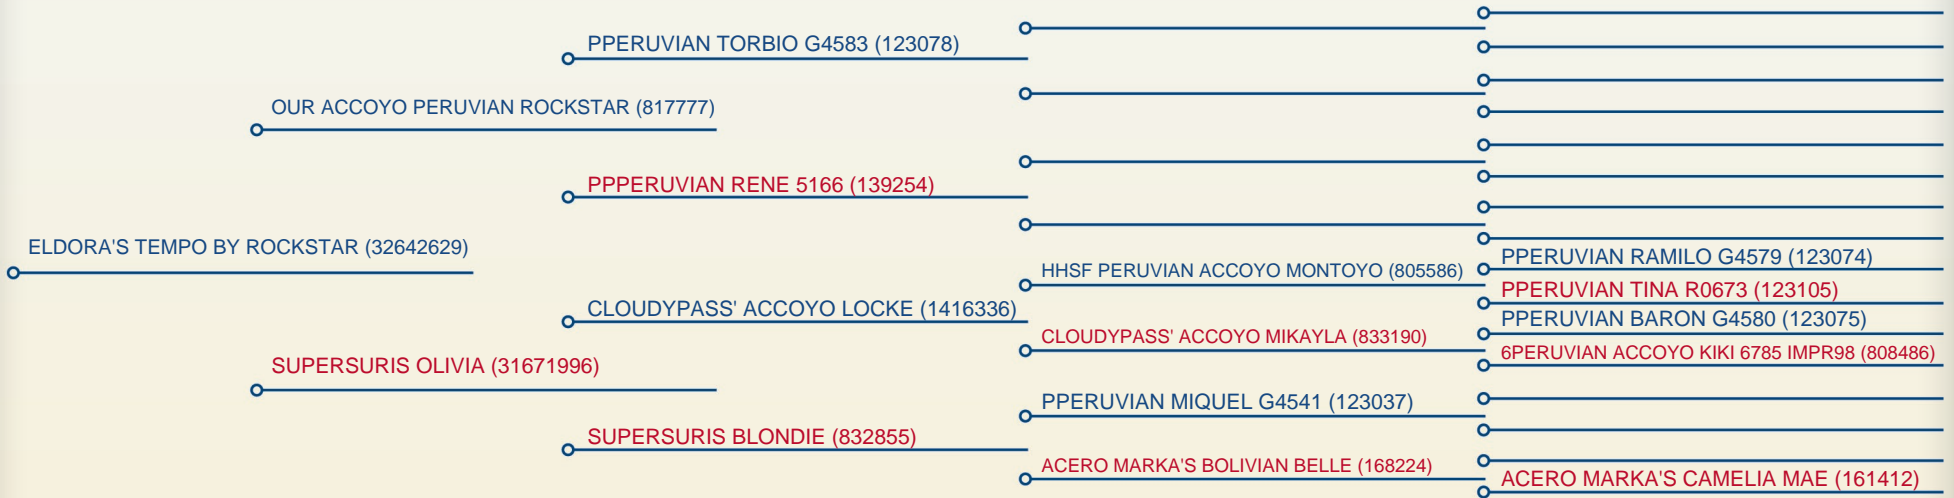 PPERUVIAN TORBIO G4583 (123078)
OUR ACCOYO PERUVIAN ROCKSTAR (817777)
PPPERUVIAN RENE 5166 (139254)
ELDORA'S TEMPO BY ROCKSTAR (32642629)
PPERUVIAN RAMILO G4579 (123074)
HHSF PERUVIAN ACCOYO MONTOYO (805586)
PPERUVIAN TINA R0673 (123105)
CLOUDYPASS' ACCOYO LOCKE (1416336)
PPERUVIAN BARON G4580 (123075)
CLOUDYPASS' ACCOYO MIKAYLA (833190)
6PERUVIAN ACCOYO KIKI 6785 IMPR98 (808486)
SUPERSURIS OLIVIA (31671996)
PPERUVIAN MIQUEL G4541 (123037)
SUPERSURIS BLONDIE (832855)
ACERO MARKA'S BOLIVIAN BELLE (168224)
ACERO MARKA'S CAMELIA MAE (161412)